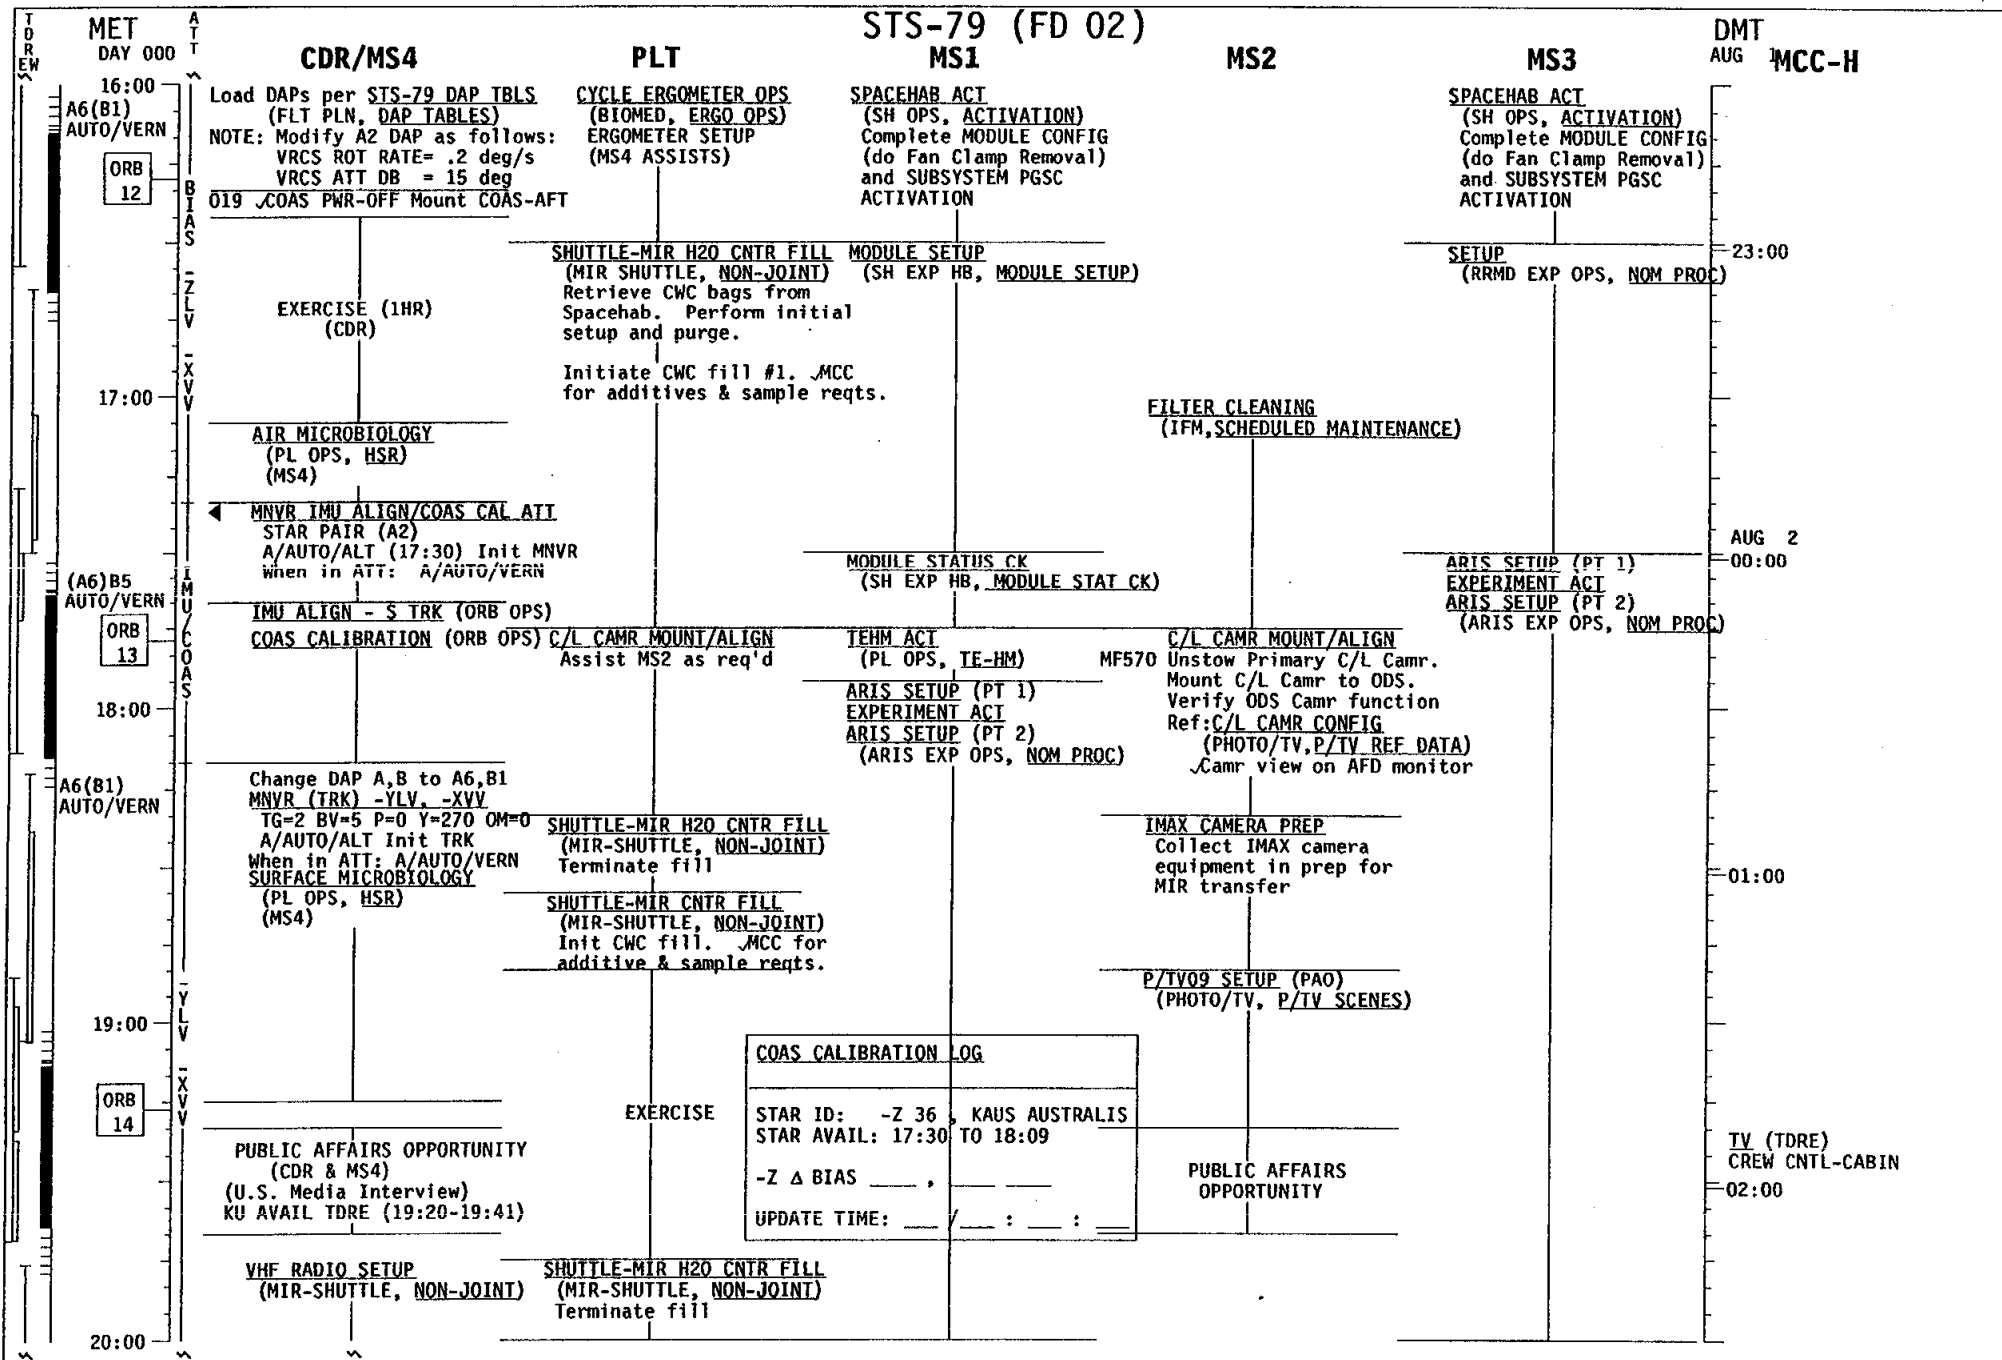 STS-79 (FD 02)
TDREW
MET
DAY 000
ATT
CDR/MS4
PLT
MS1
MS2
MS3
DMT
AUG 1
MCC-H
16:00
A6(B1)
AUTO/VERN
ORB
12
17:00
(A6)B5
AUTO/VERN
ORB
13
18:00
A6(B1)
AUTO/VERN
19:00
ORB
14
20:00
BIAS -ZLV -XVV
IMU/COAS
-YLV -XVV
Load DAPs per STS-79 DAP TBLS
(FLT PLN, DAP TABLES)
NOTE: Modify A2 DAP as follows:
VRCS ROT RATE= .2 deg/s
VRCS ATT DB = 15 deg
O19 ✓COAS PWR-OFF Mount COAS-AFT
EXERCISE (1HR)
(CDR)
AIR MICROBIOLOGY
(PL OPS, HSR)
(MS4)
MNVR IMU ALIGN/COAS CAL ATT
STAR PAIR (A2)
A/AUTO/ALT (17:30) Init MNVR
When in ATT: A/AUTO/VERN
IMU ALIGN - S TRK (ORB OPS)
COAS CALIBRATION (ORB OPS)
Change DAP A,B to A6,B1
MNVR (TRK) -YLV, -XVV
TG=2 BV=5 P=0 Y=270 OM=0
A/AUTO/ALT Init TRK
When in ATT: A/AUTO/VERN
SURFACE MICROBIOLOGY
(PL OPS, HSR)
(MS4)
PUBLIC AFFAIRS OPPORTUNITY
(CDR & MS4)
(U.S. Media Interview)
KU AVAIL TDRE (19:20-19:41)
VHF RADIO SETUP
(MIR-SHUTTLE, NON-JOINT)
CYCLE ERGOMETER OPS
(BIOMED, ERGO OPS)
ERGOMETER SETUP
(MS4 ASSISTS)
SHUTTLE-MIR H2O CNTR FILL
(MIR SHUTTLE, NON-JOINT)
Retrieve CWC bags from
Spacehab. Perform initial
setup and purge.
Initiate CWC fill #1. ✓MCC
for additives & sample reqts.
C/L CAMR MOUNT/ALIGN
Assist MS2 as req'd
SHUTTLE-MIR H2O CNTR FILL
(MIR-SHUTTLE, NON-JOINT)
Terminate fill
SHUTTLE-MIR CNTR FILL
(MIR-SHUTTLE, NON-JOINT)
Init CWC fill. ✓MCC for
additive & sample reqts.
EXERCISE
SHUTTLE-MIR H2O CNTR FILL
(MIR-SHUTTLE, NON-JOINT)
Terminate fill
SPACEHAB ACT
(SH OPS, ACTIVATION)
Complete MODULE CONFIG
(do Fan Clamp Removal)
and SUBSYSTEM PGSC
ACTIVATION
MODULE SETUP
(SH EXP HB, MODULE SETUP)
MODULE STATUS CK
(SH EXP HB, MODULE STAT CK)
TEHM ACT
(PL OPS, TE-HM)
ARIS SETUP (PT 1)
EXPERIMENT ACT
ARIS SETUP (PT 2)
(ARIS EXP OPS, NOM PROC)
COAS CALIBRATION LOG
STAR ID: -Z 36 , KAUS AUSTRALIS
STAR AVAIL: 17:30 TO 18:09
-Z Δ BIAS ___ , ___ ___
UPDATE TIME: ___ /___ : ___ : ___
FILTER CLEANING
(IFM,SCHEDULED MAINTENANCE)
C/L CAMR MOUNT/ALIGN
MF57O Unstow Primary C/L Camr.
Mount C/L Camr to ODS.
Verify ODS Camr function
Ref:C/L CAMR CONFIG
(PHOTO/TV,P/TV REF DATA)
✓Camr view on AFD monitor
IMAX CAMERA PREP
Collect IMAX camera
equipment in prep for
MIR transfer
P/TV09 SETUP (PAO)
(PHOTO/TV, P/TV SCENES)
PUBLIC AFFAIRS
OPPORTUNITY
SPACEHAB ACT
(SH OPS, ACTIVATION)
Complete MODULE CONFIG
(do Fan Clamp Removal)
and SUBSYSTEM PGSC
ACTIVATION
SETUP
(RRMD EXP OPS, NOM PROC)
ARIS SETUP (PT 1)
EXPERIMENT ACT
ARIS SETUP (PT 2)
(ARIS EXP OPS, NOM PROC)
23:00
AUG 2
00:00
01:00
TV (TDRE)
CREW CNTL-CABIN
02:00